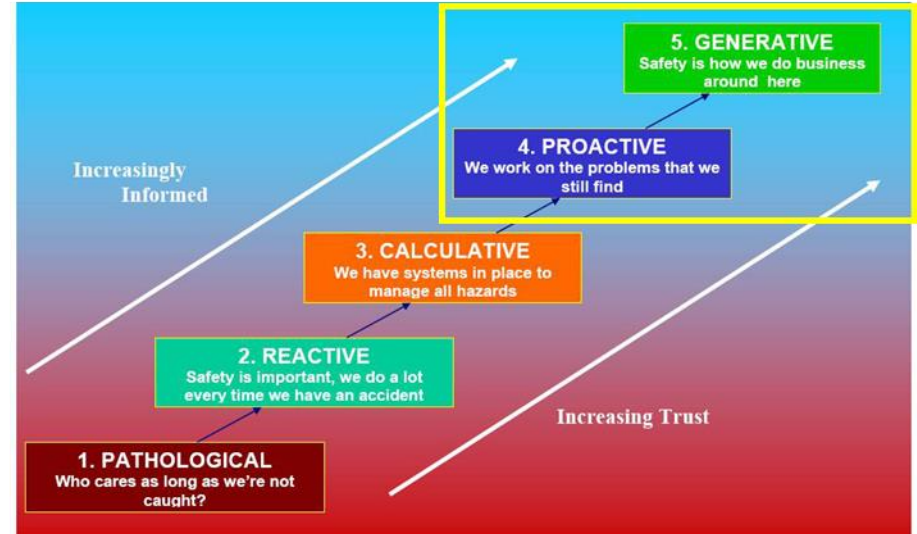 5. GENERATIVE
Safety is how we do business
around here
4. PROACTIVE
We work on the problems that we
still find
Increasingly
Informed
3. CALCULATIVE
We have systems in place to
manage all hazards
2. REACTIVE
Safety is important, we do a lot
every time we have an accident
Increasing Trust
1. PATHOLOGICAL
Who cares as long as we're not
caught?